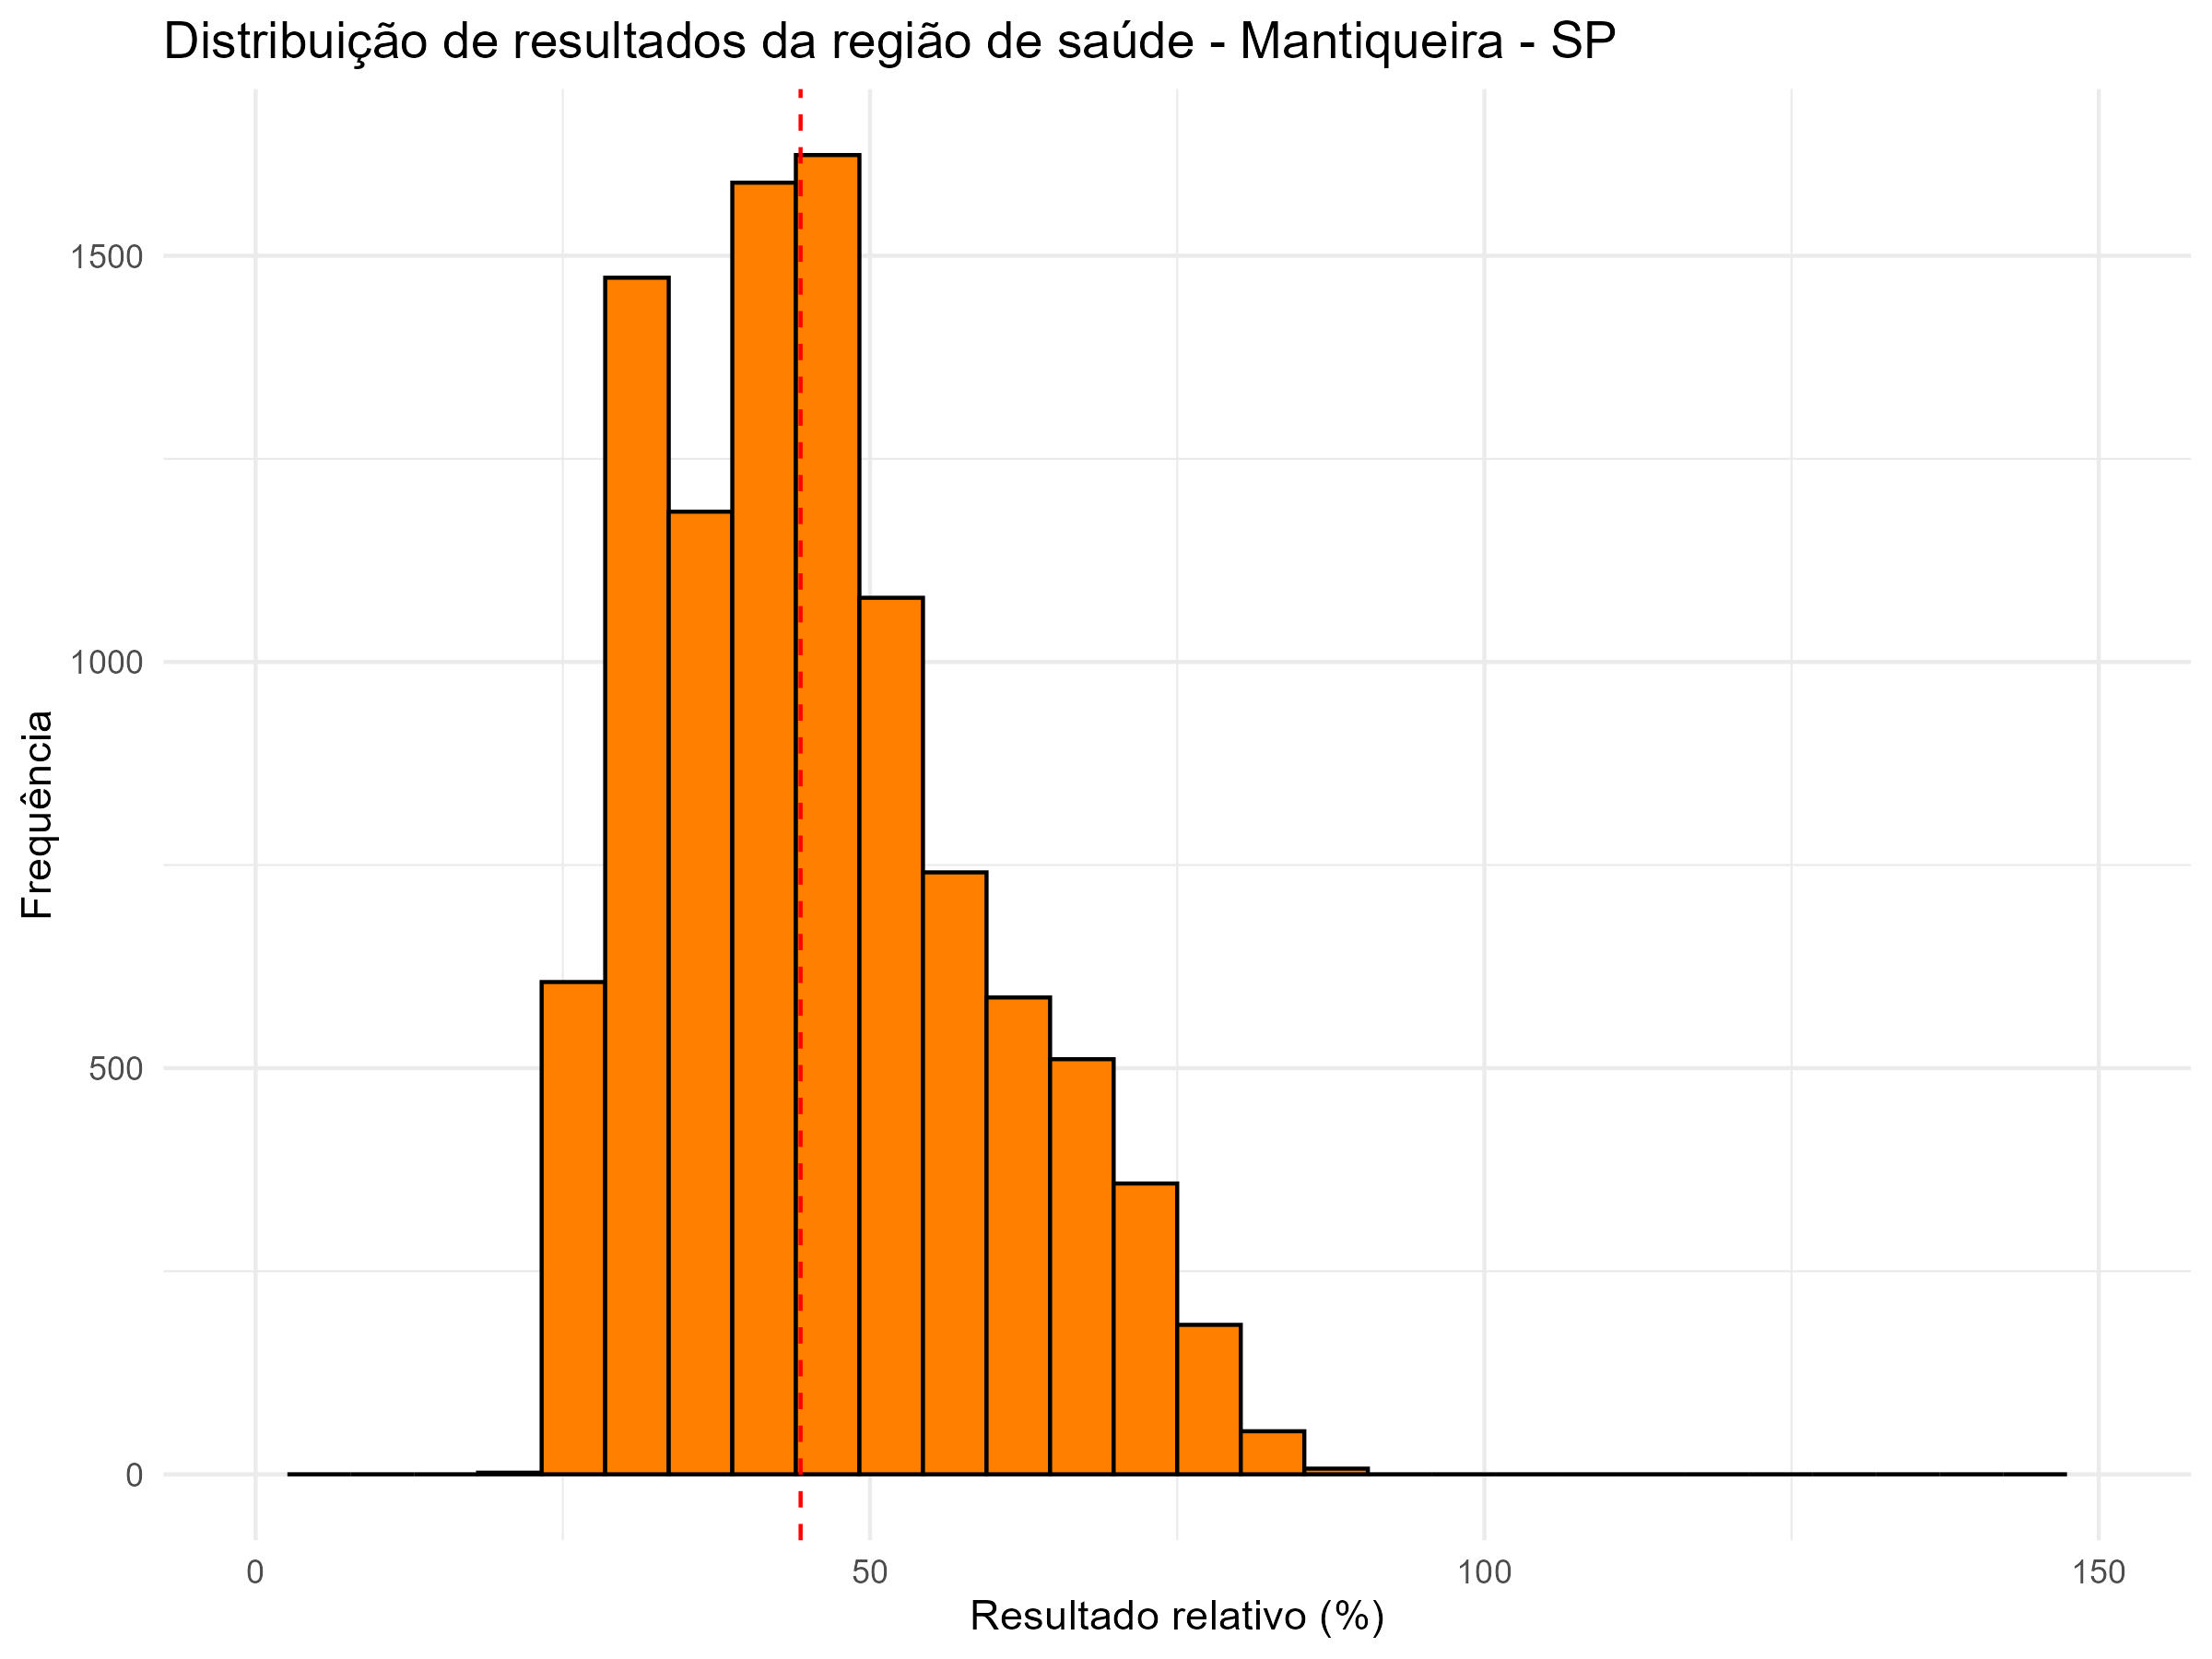 Distribuição de resultados da região de saúde - Mantiqueira - SP
1500
1000
500
0
Frequência
0 50 100 150
Resultado relativo (%)